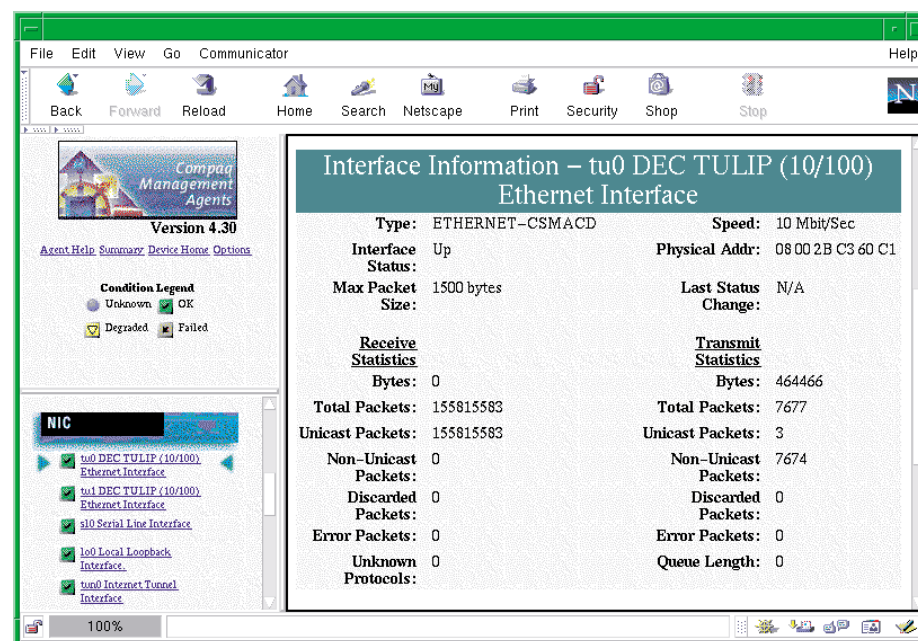 File Edit View Go Communicator Help
Back Forward Reload Home Search Netscape Print Security Shop Stop
My
N
Compaq
Management
Agents
Version 4.30
Agent Help Summary Device Home Options
Condition Legend
Unknown OK
Degraded Failed
NIC
tu0 DEC TULIP (10/100)
Ethernet Interface
tu1 DEC TULIP (10/100)
Ethernet Interface
sl0 Serial Line Interface
lo0 Local Loopback
Interface.
tun0 Internet Tunnel
Interface
Interface Information – tu0 DEC TULIP (10/100)
Ethernet Interface
Type: ETHERNET–CSMACD Speed: 10 Mbit/Sec
Interface Up Physical Addr: 08 00 2B C3 60 C1
Status:
Max Packet 1500 bytes Last Status N/A
Size: Change:
Receive Transmit
Statistics Statistics
Bytes: 0 Bytes: 464466
Total Packets: 155815583 Total Packets: 7677
Unicast Packets: 155815583 Unicast Packets: 3
Non–Unicast 0 Non–Unicast 7674
Packets: Packets:
Discarded 0 Discarded 0
Packets: Packets:
Error Packets: 0 Error Packets: 0
Unknown 0 Queue Length: 0
Protocols:
100%